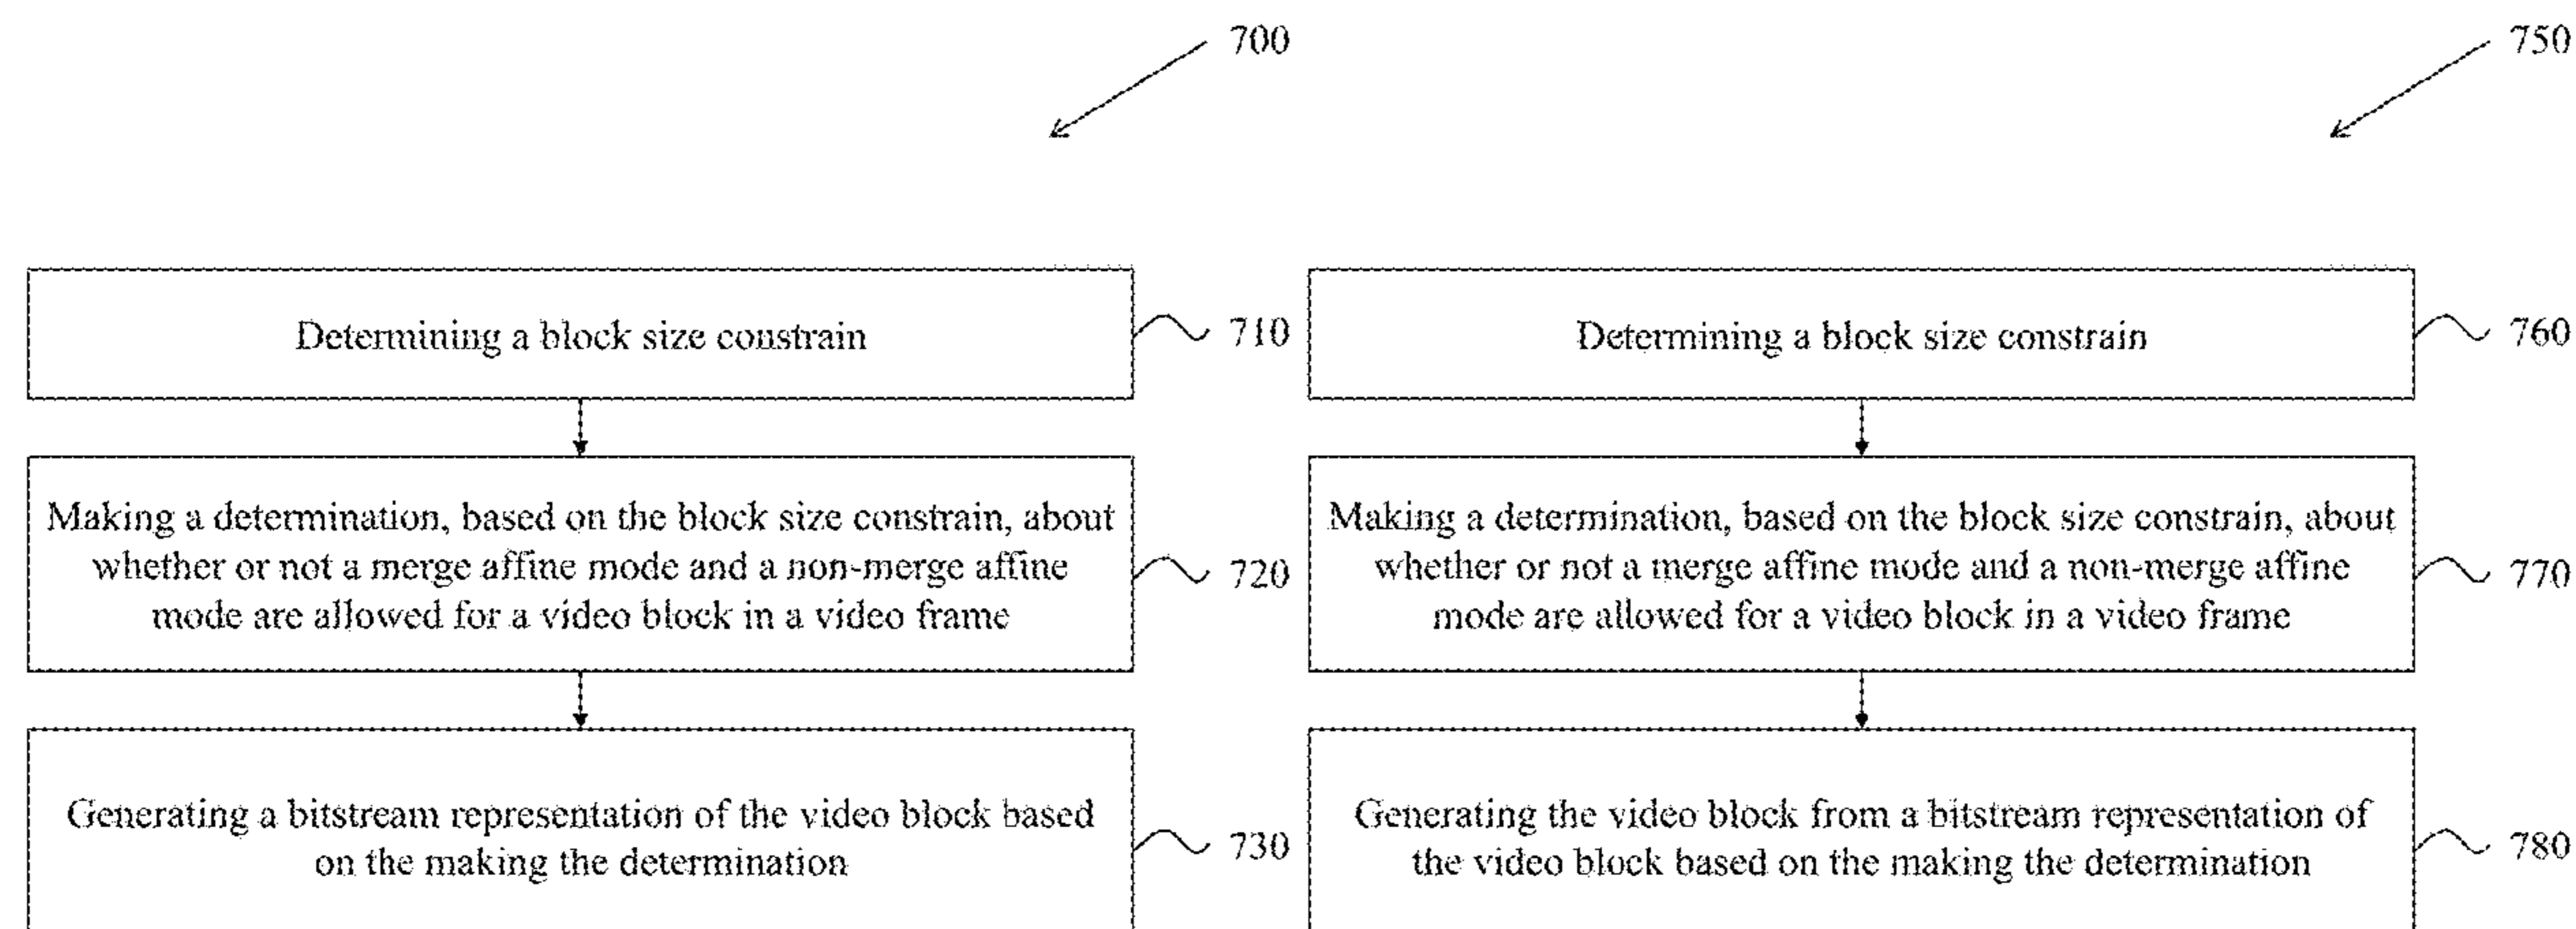 700
750
Determining a block size constrain
710
Making a determination, based on the block size constrain, about
whether or not a merge affine mode and a non-merge affine
mode are allowed for a video block in a video frame
720
Generating a bitstream representation of the video block based
on the making the determination
730
Determining a block size constrain
760
Making a determination, based on the block size constrain, about
whether or not a merge affine mode and a non-merge affine
mode are allowed for a video block in a video frame
770
Generating the video block from a bitstream representation of
the video block based on the making the determination
780